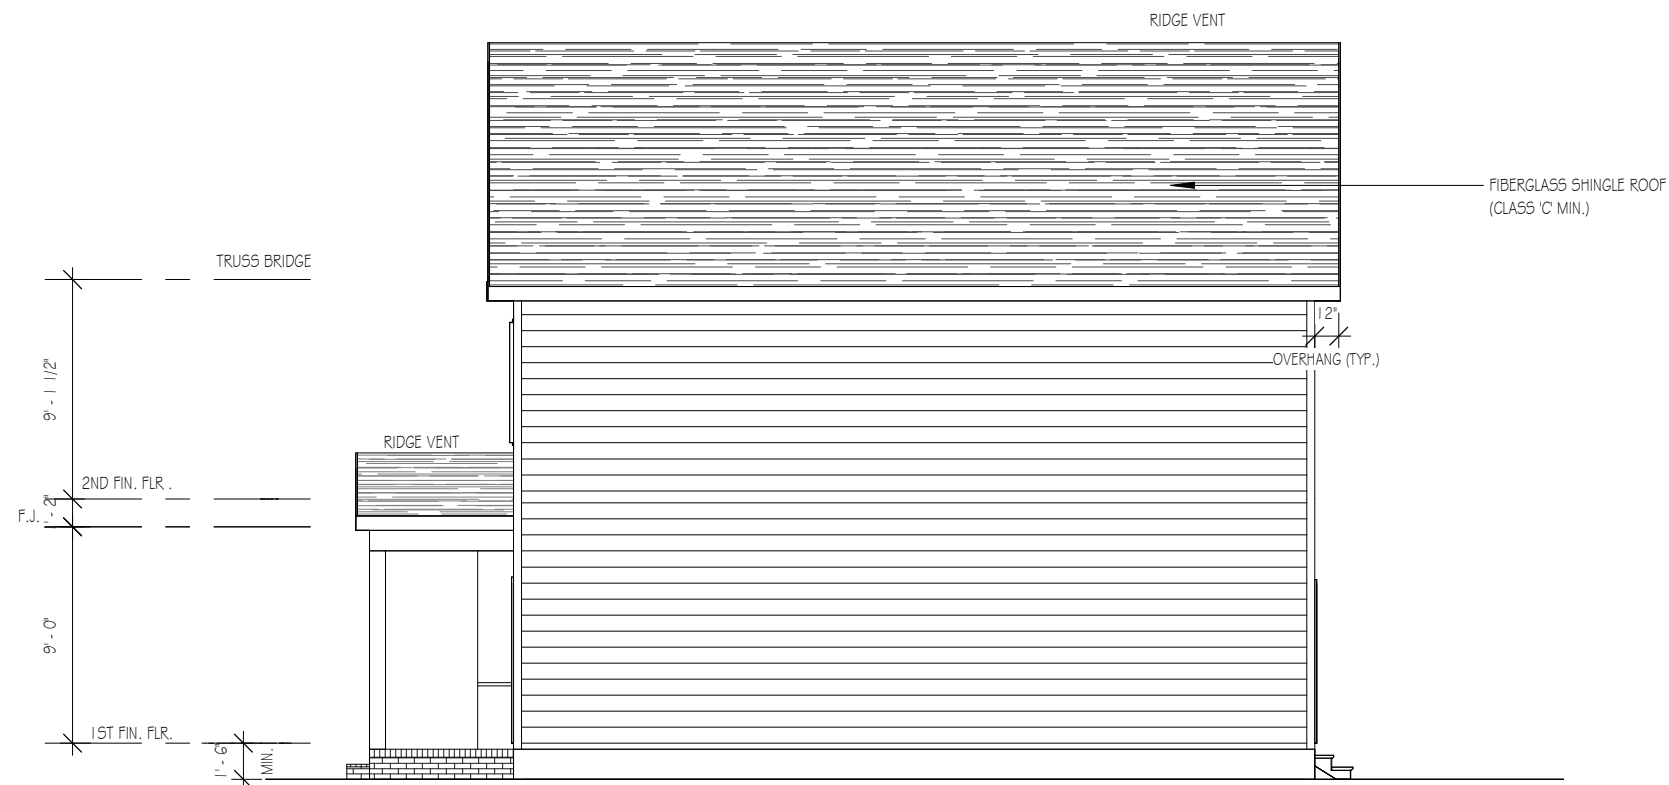 RIDGE VENT
FIBERGLASS SHINGLE ROOF
(CLASS 'C' MIN.)
TRUSS BRIDGE
12"
OVERHANG (TYP.)
9' - 1 1/2"
RIDGE VENT
2ND FIN. FLR .
F.J.
- 2"
9' - 0"
1ST FIN. FLR.
1' - 6"
MIN.